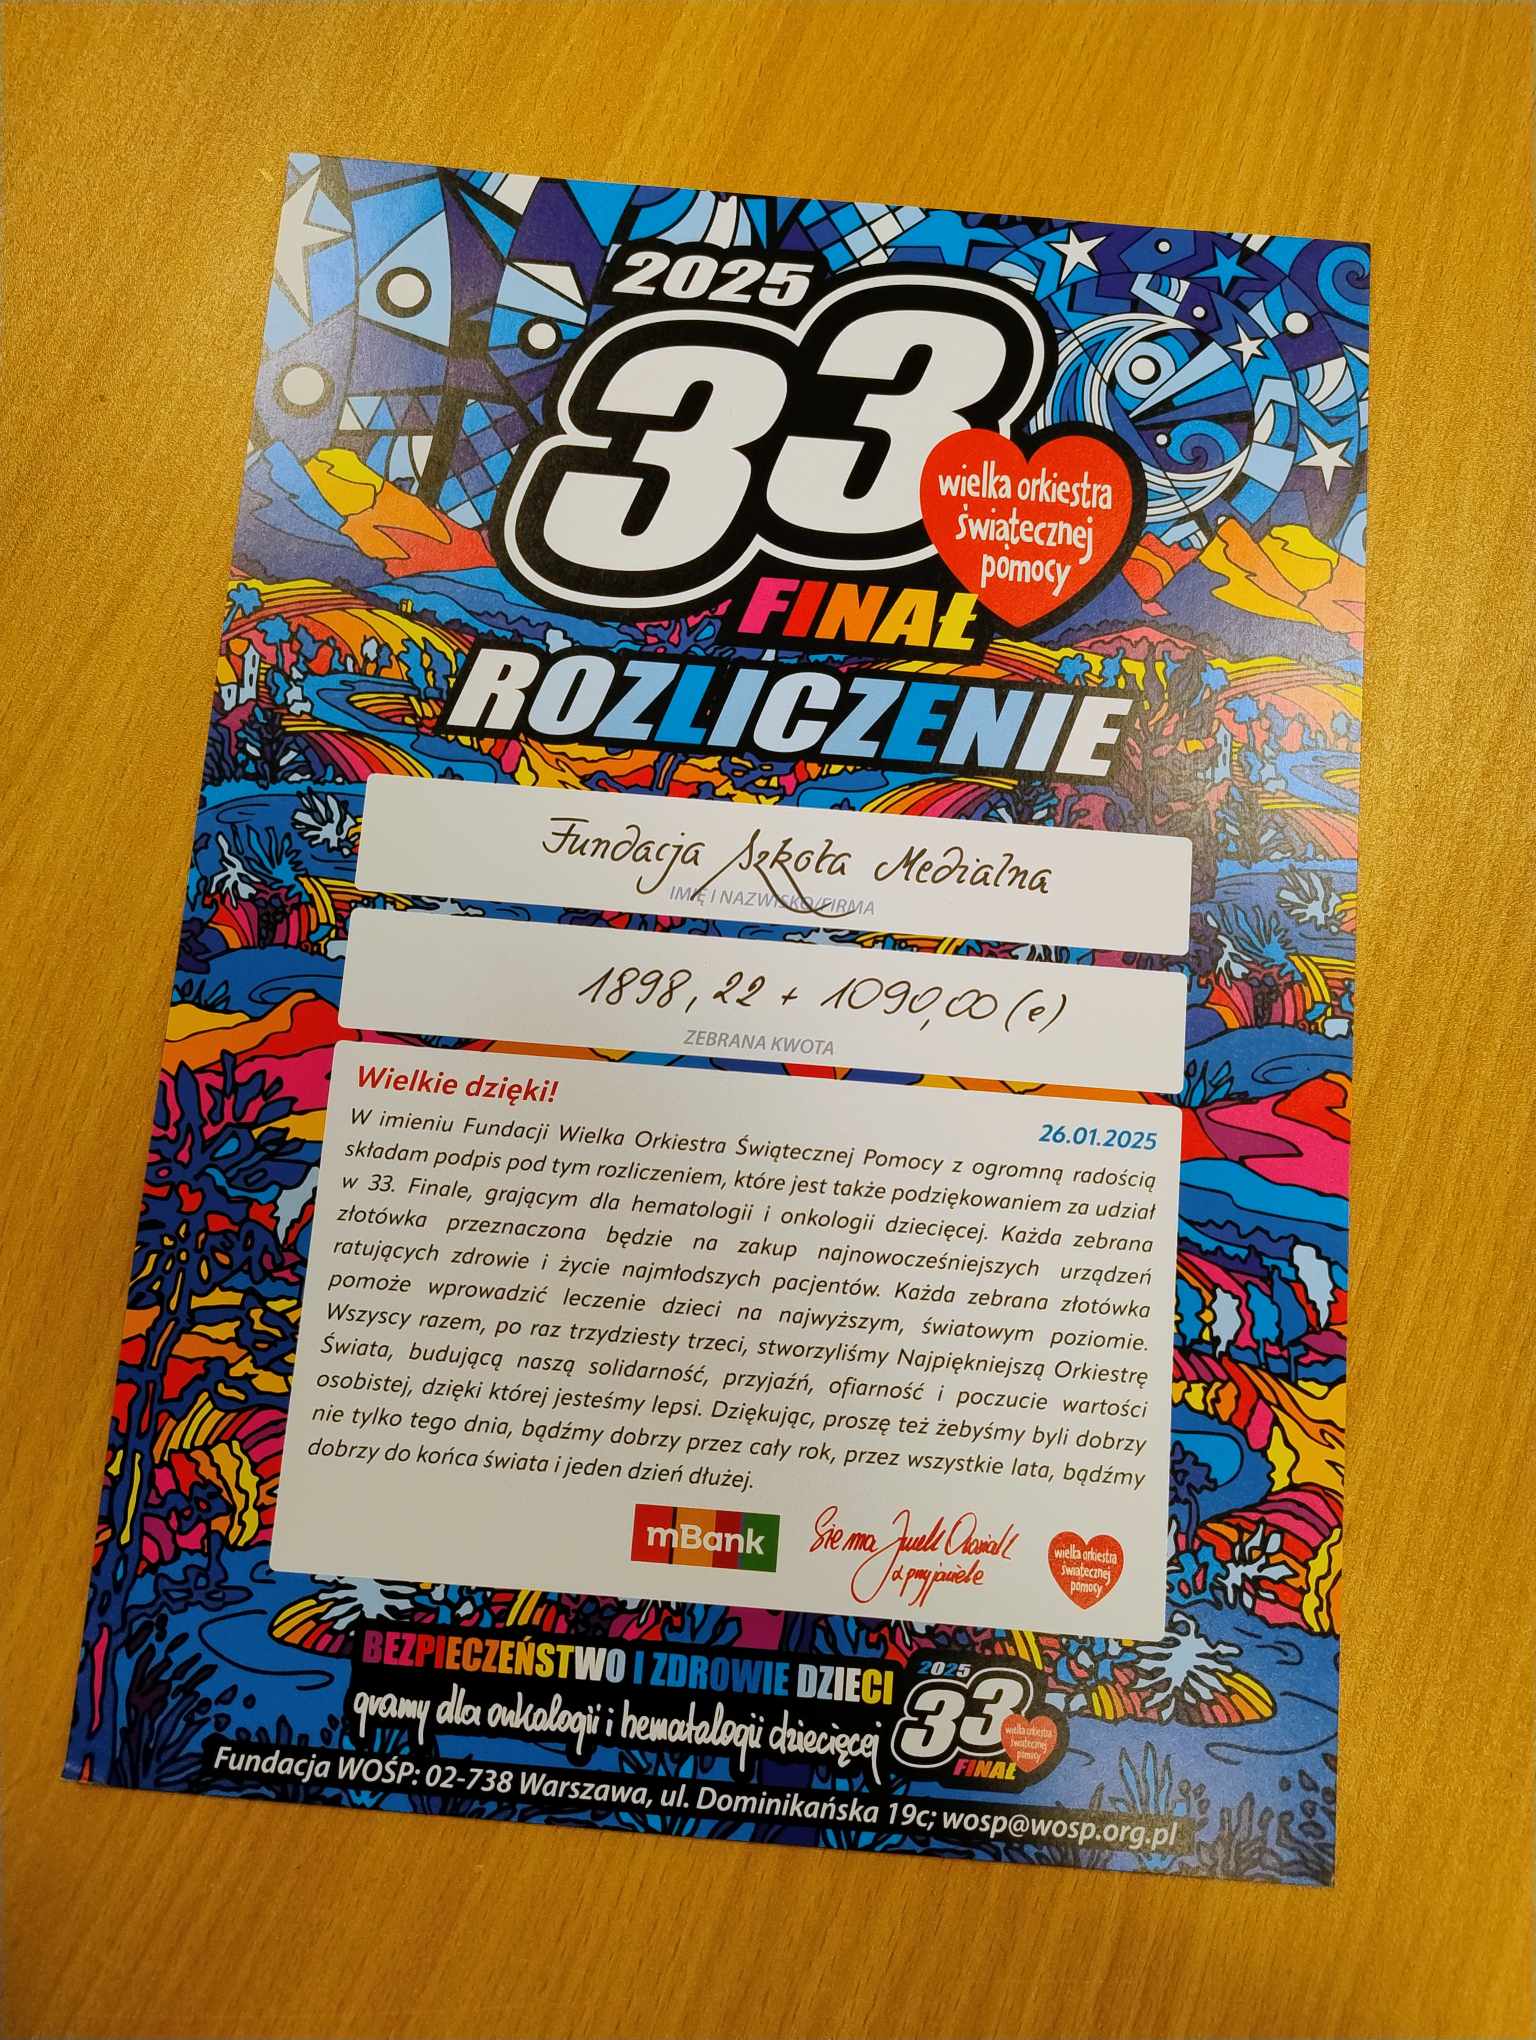 2025
33
wielka orkiestra
świątecznej
pomocy
FINAŁ
ROZLICZENIE
Fundacja Szkoła Medialna
IMIĘ I NAZWISKO/FIRMA
1898,22 + 1090,00 (e)
ZEBRANA KWOTA
Wielkie dzięki!
26.01.2025
W imieniu Fundacji Wielka Orkiestra Świątecznej Pomocy z ogromną radością
składam podpis pod tym rozliczeniem, które jest także podziękowaniem za udział
w 33. Finale, grającym dla hematologii i onkologii dziecięcej. Każda zebrana
złotówka przeznaczona będzie na zakup najnowocześniejszych urządzeń
ratujących zdrowie i życie najmłodszych pacjentów. Każda zebrana złotówka
pomoże wprowadzić leczenie dzieci na najwyższym, światowym poziomie.
Wszyscy razem, po raz trzydziesty trzeci, stworzyliśmy Najpiękniejszą Orkiestrę
Świata, budującą naszą solidarność, przyjaźń, ofiarność i poczucie wartości
osobistej, dzięki której jesteśmy lepsi. Dziękując, proszę też żebyśmy byli dobrzy
nie tylko tego dnia, bądźmy dobrzy przez cały rok, przez wszystkie lata, bądźmy
dobrzy do końca świata i jeden dzień dłużej.
mBank
Sie ma Jurek Owsiak
z przyjaciele
wielka orkiestra
świątecznej
pomocy
BEZPIECZEŃSTWO I ZDROWIE DZIECI
gramy dla onkologii i hematologii dziecięcej
2025
33
wielka orkiestra
świątecznej
pomocy
FINAŁ
Fundacja WOŚP: 02-738 Warszawa, ul. Dominikańska 19c; wosp@wosp.org.pl